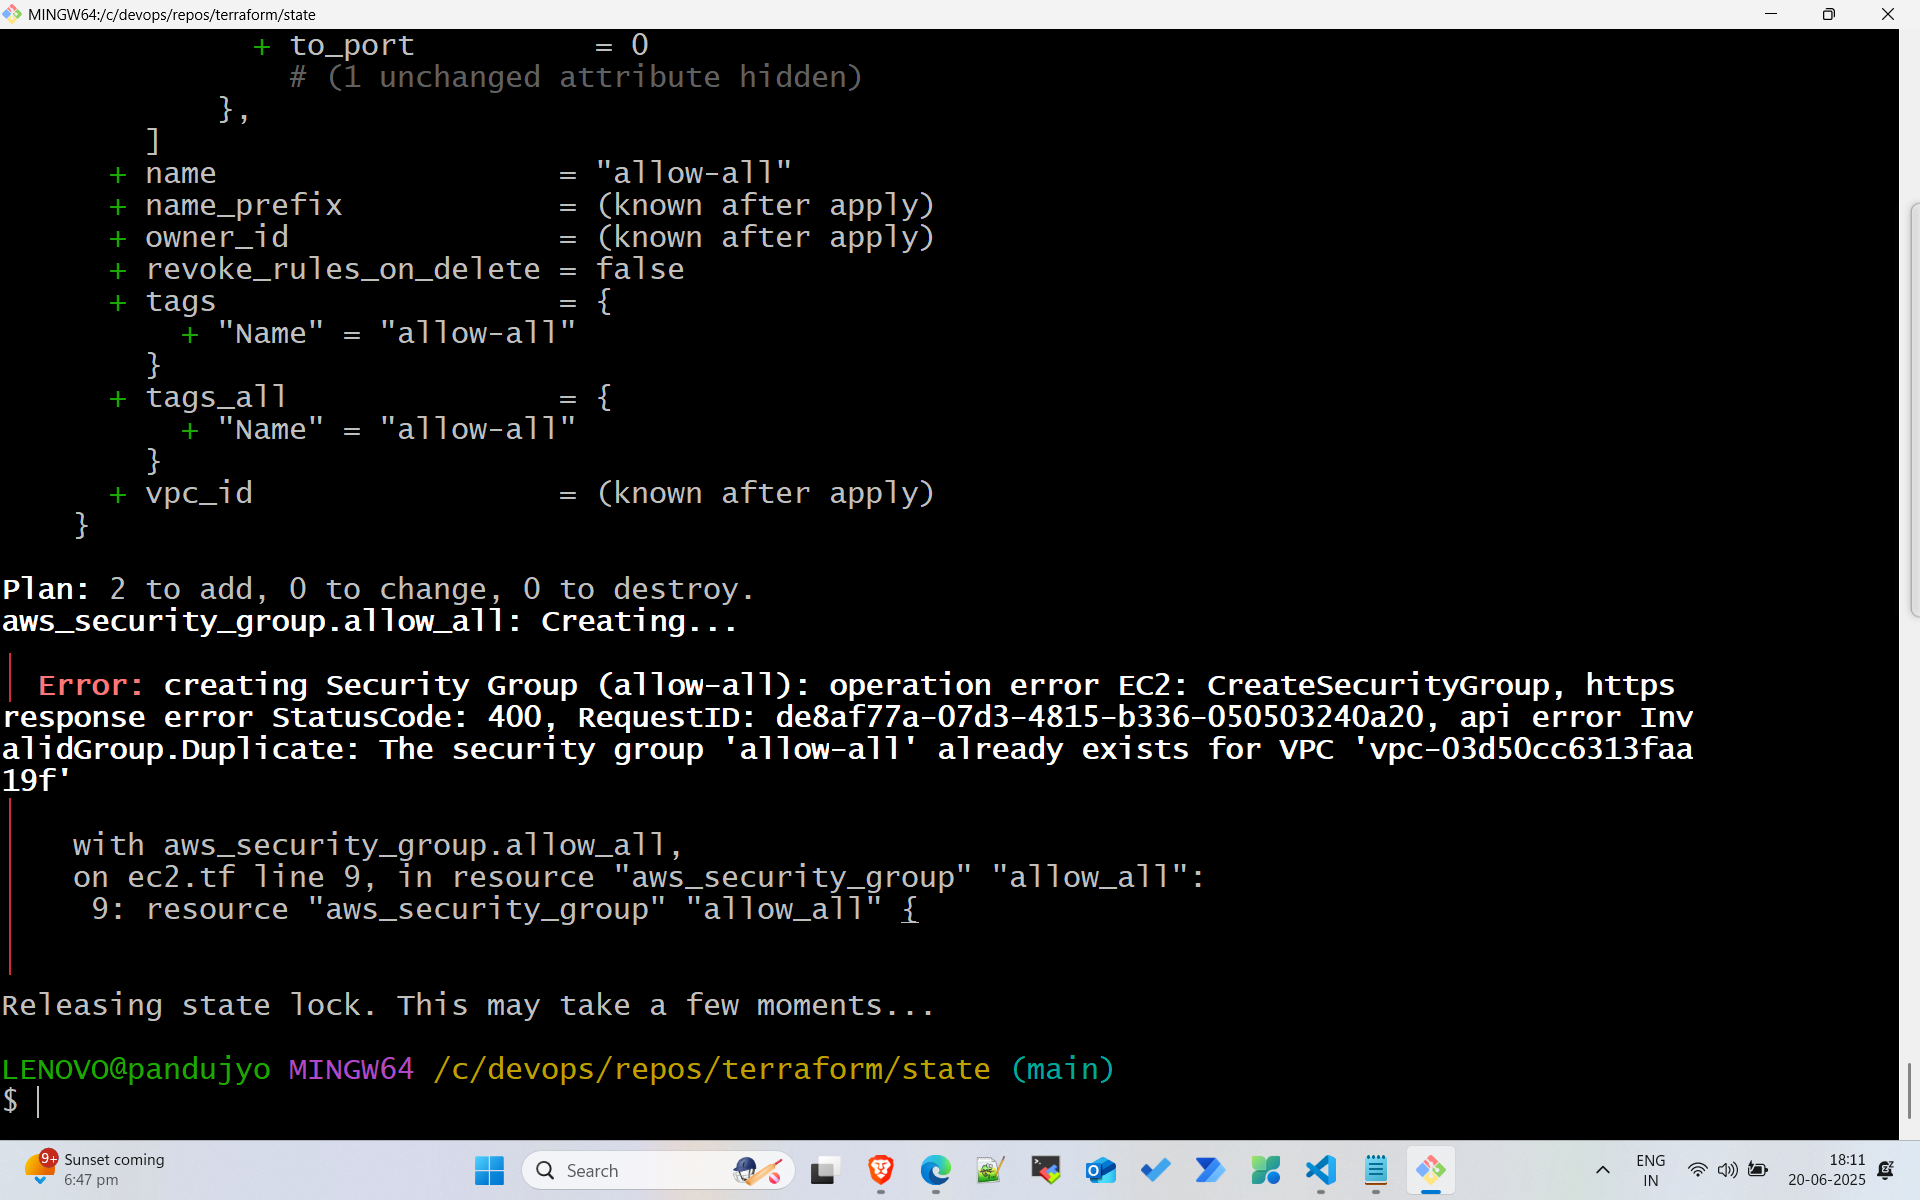 MINGW64:/c/devops/repos/terraform/state
+ to_port = 0
# (1 unchanged attribute hidden)
},
]
+ name = "allow-all"
+ name_prefix = (known after apply)
+ owner_id = (known after apply)
+ revoke_rules_on_delete = false
+ tags = {
+ "Name" = "allow-all"
}
+ tags_all = {
+ "Name" = "allow-all"
}
+ vpc_id = (known after apply)
}
Plan: 2 to add, 0 to change, 0 to destroy.
aws_security_group.allow_all: Creating...
Error: creating Security Group (allow-all): operation error EC2: CreateSecurityGroup, https
response error StatusCode: 400, RequestID: de8af77a-07d3-4815-b336-050503240a20, api error Inv
alidGroup.Duplicate: The security group 'allow-all' already exists for VPC 'vpc-03d50cc6313faa
19f'
with aws_security_group.allow_all,
on ec2.tf line 9, in resource "aws_security_group" "allow_all":
9: resource "aws_security_group" "allow_all" {
Releasing state lock. This may take a few moments...
LENOVO@pandujyo MINGW64 /c/devops/repos/terraform/state (main)
$
9+
Sunset coming
6:47 pm
Search
ENG
IN
18:11
20-06-2025